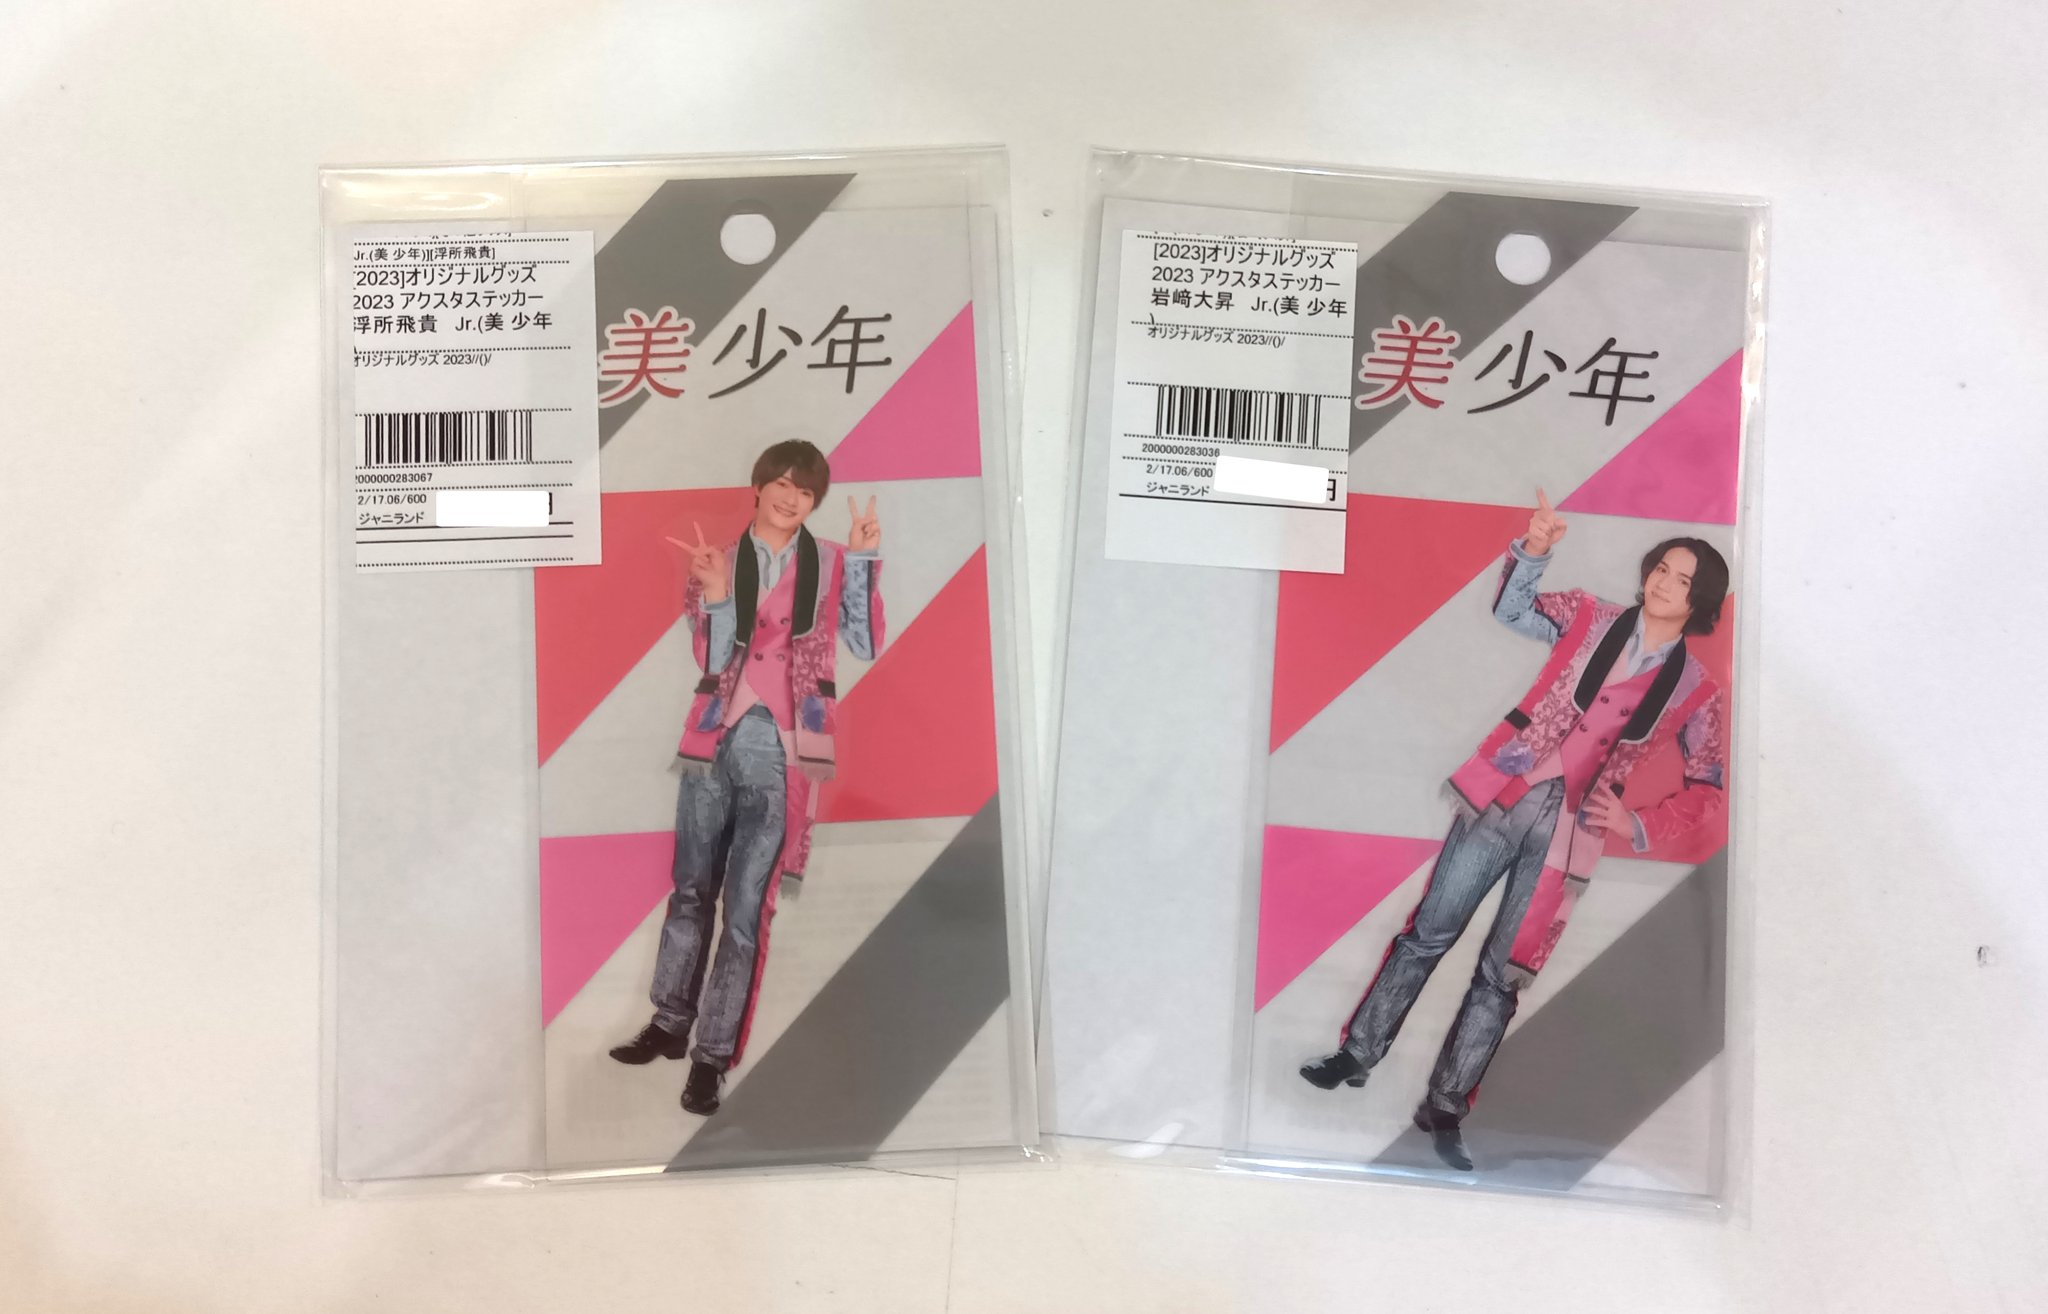 Jr.(美 少年)][浮所飛貴]
[2023]オリジナルグッズ
2023 アクスタステッカー
浮所飛貴 Jr.(美 少年
)
オリジナルグッズ 2023//()/
2000000283067
2/17.06/600
ジャニランド
円
美 少年
[2023]オリジナルグッズ
2023 アクスタステッカー
岩﨑大昇 Jr.(美 少年
)
オリジナルグッズ 2023//()/
2000000283036
2/17.06/600
ジャニランド
円
美 少年